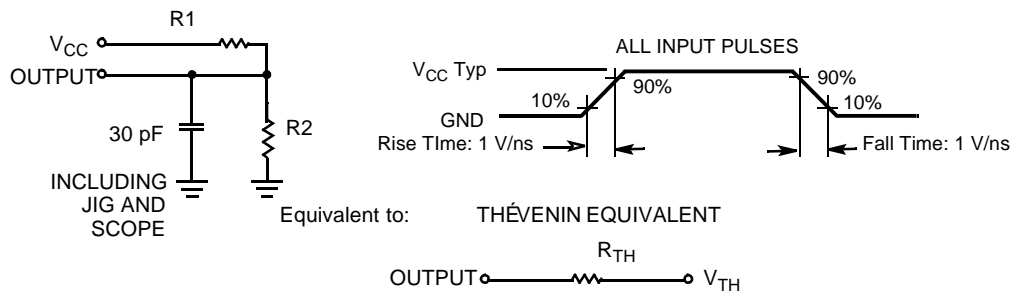 R1
V_CC
OUTPUT
30 pF
R2
INCLUDING
JIG AND
SCOPE
ALL INPUT PULSES
V_CC Typ
GND
10%
90%
90%
10%
Rise TIme: 1 V/ns
Fall Time: 1 V/ns
Equivalent to:
THÉVENIN EQUIVALENT
R_TH
OUTPUT
V_TH